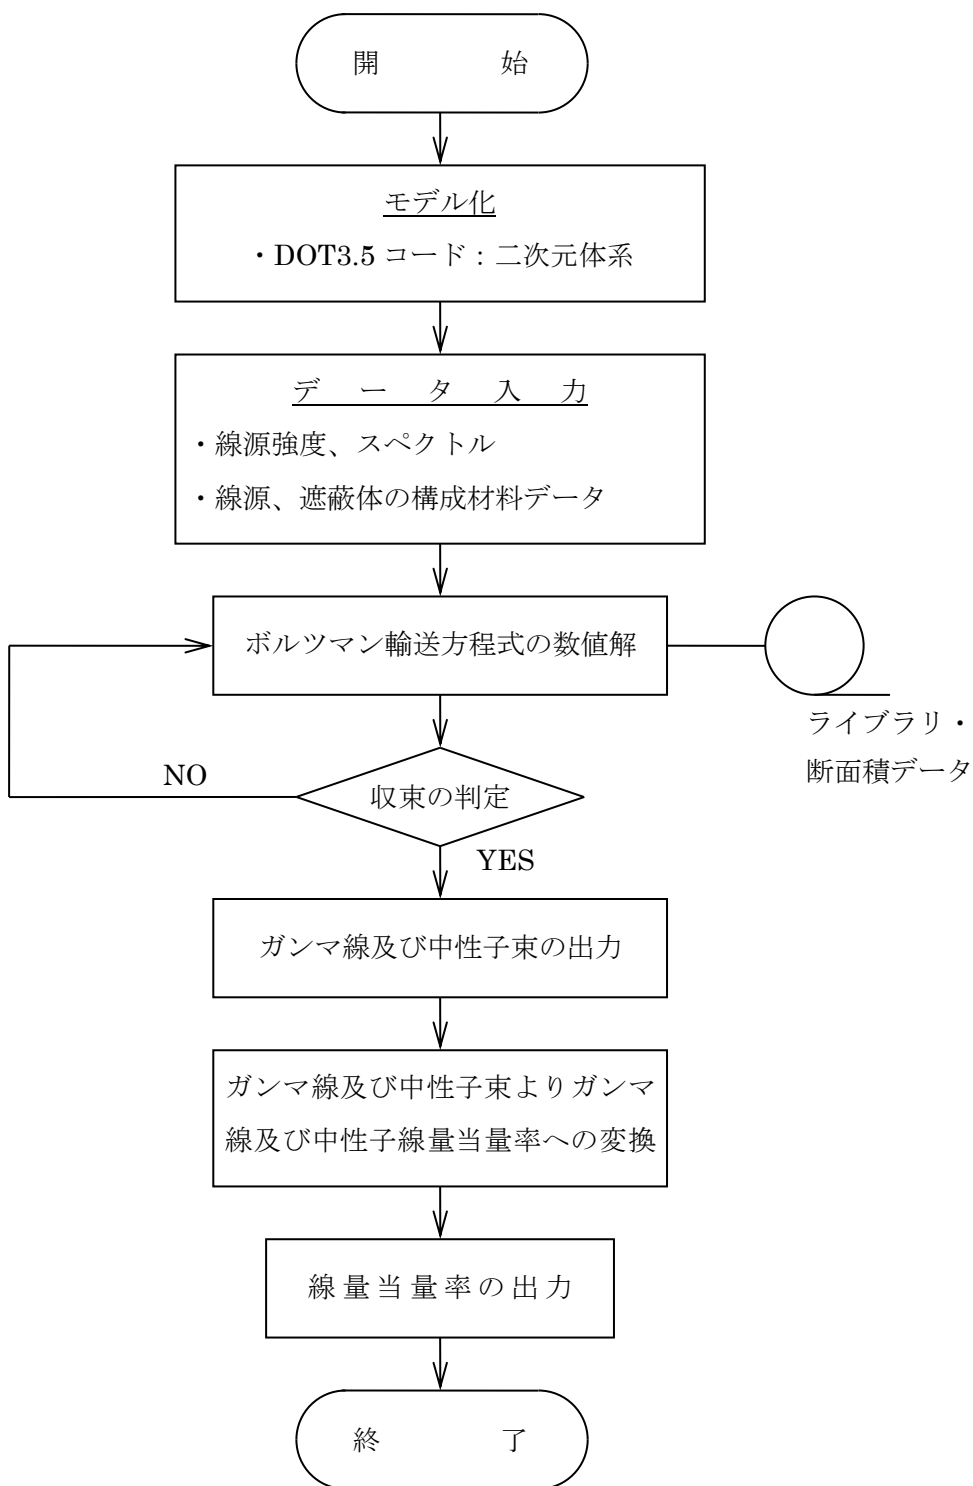 開　始
モデル化
・DOT3.5 コード：二次元体系
データ入力
・線源強度、スペクトル
・線源、遮蔽体の構成材料データ
ボルツマン輸送方程式の数値解
ライブラリ・
断面積データ
NO
収束の判定
YES
ガンマ線及び中性子束の出力
ガンマ線及び中性子束よりガンマ
線及び中性子線量当量率への変換
線量当量率の出力
終　了